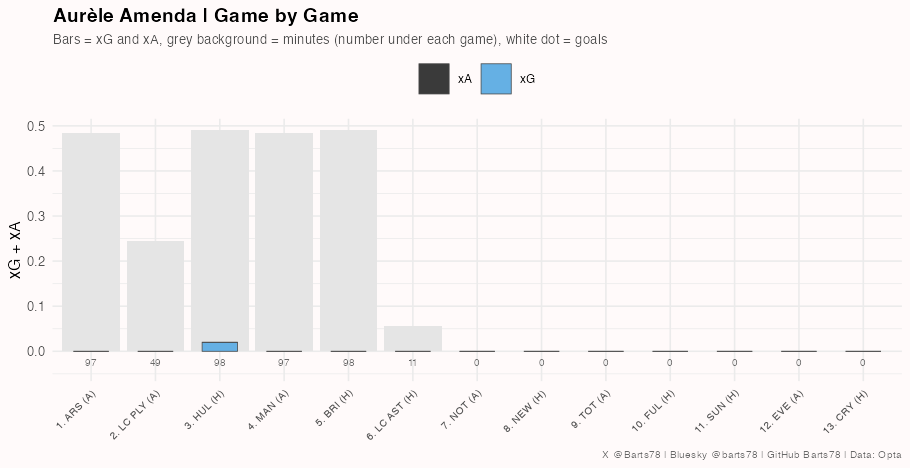 Aurèle Amenda | Game by Game
Bars = xG and xA, grey background = minutes (number under each game), white dot = goals
xA xG
xG + xA
0.5
0.4
0.3
0.2
0.1
0.0
97 49 98 97 98 11 0 0 0 0 0 0 0
1. ARS (A)
2. LC PLY (A)
3. HUL (H)
4. MAN (A)
5. BRI (H)
6. LC AST (H)
7. NOT (A)
8. NEW (H)
9. TOT (A)
10. FUL (H)
11. SUN (H)
12. EVE (A)
13. CRY (H)
X @Barts78 | Bluesky @barts78 | GitHub Barts78 | Data: Opta